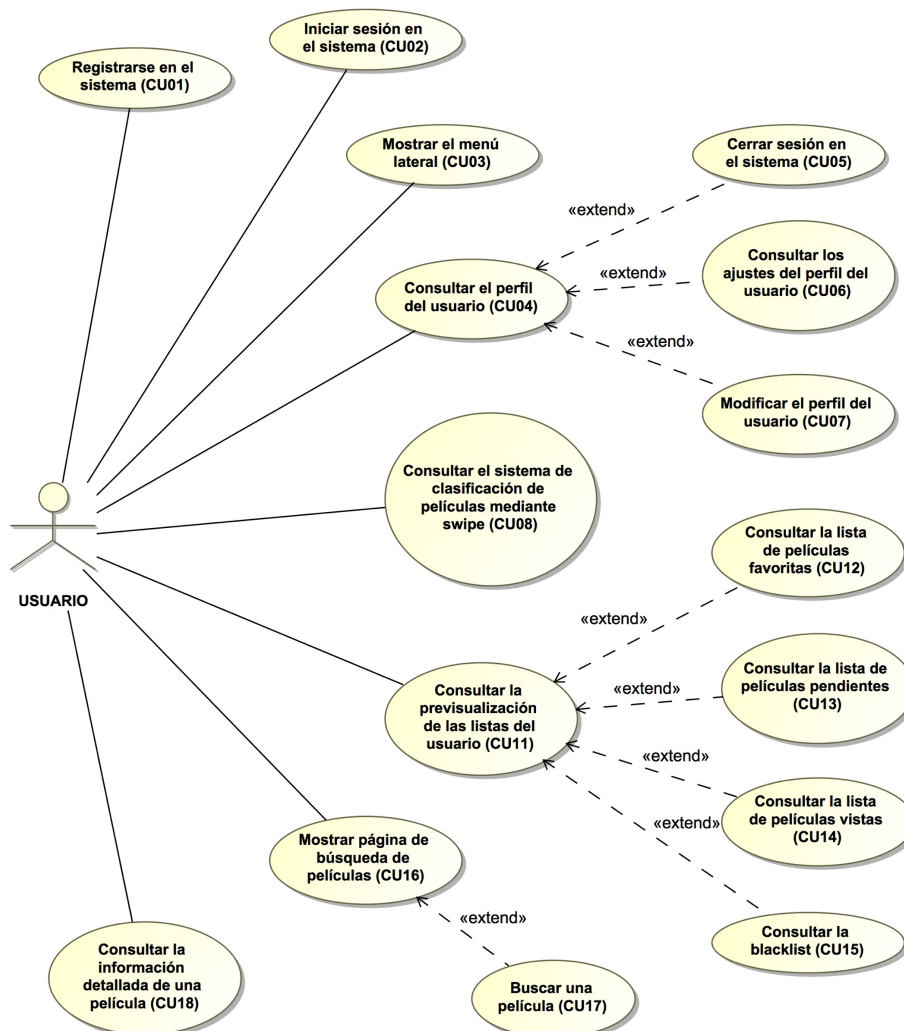 Iniciar sesión en
el sistema (CU02)
Registrarse en el
sistema (CU01)
Mostrar el menú
lateral (CU03)
Cerrar sesión en
el sistema (CU05)
«extend»
Consultar los
ajustes del perfil del
usuario (CU06)
«extend»
Consultar el perfil
del usuario (CU04)
«extend»
Modificar el perfil del
usuario (CU07)
Consultar el sistema de
clasificación de
películas mediante
swipe (CU08)
USUARIO
Consultar la lista
de películas
favoritas (CU12)
«extend»
Consultar la lista de
películas pendientes
(CU13)
«extend»
Consultar la
previsualización
de las listas del
usuario (CU11)
«extend»
Consultar la lista
de películas vistas
(CU14)
«extend»
Consultar la
blacklist (CU15)
Mostrar página de
búsqueda de
películas (CU16)
«extend»
Buscar una
película (CU17)
Consultar la
información
detallada de una
película (CU18)